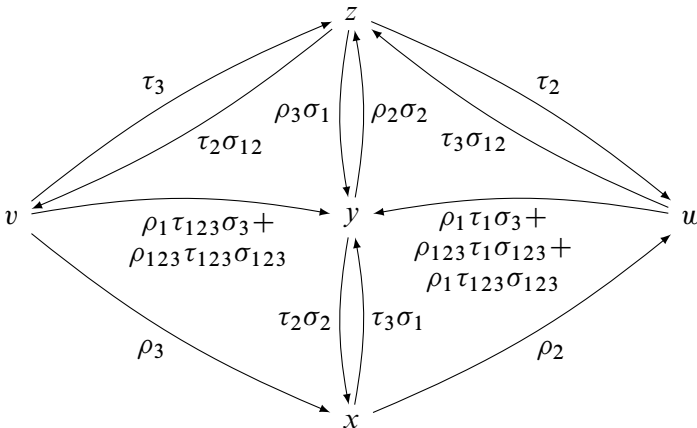 z
τ₃
τ₂
ρ₃σ₁
ρ₂σ₂
τ₂σ₁₂
τ₃σ₁₂
v
y
u
ρ₁τ₁₂₃σ₃+
ρ₁₂₃τ₁₂₃σ₁₂₃
ρ₁τ₁σ₃+
ρ₁₂₃τ₁σ₁₂₃+
ρ₁τ₁₂₃σ₁₂₃
τ₂σ₂
τ₃σ₁
ρ₃
ρ₂
x